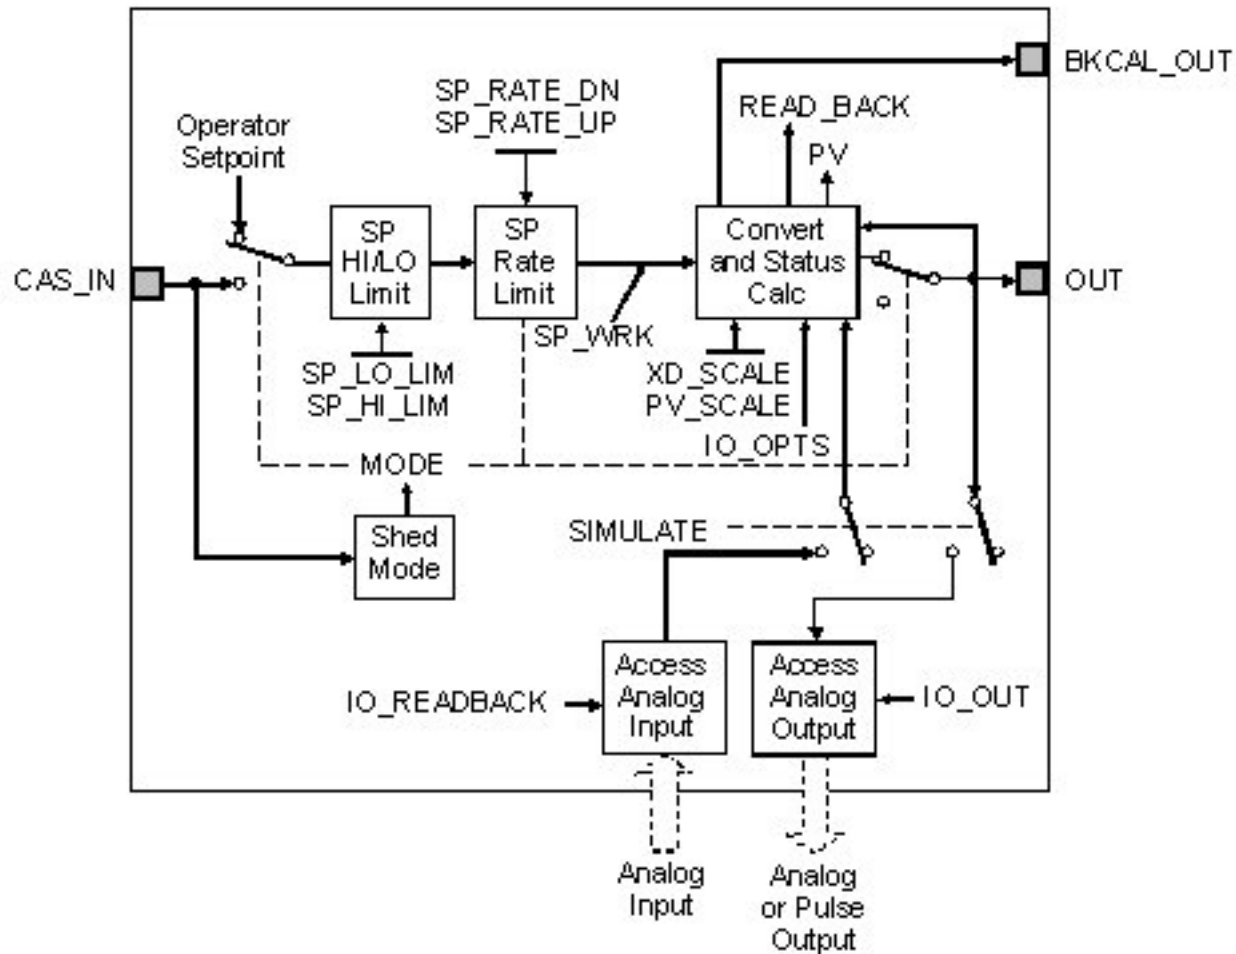 BKCAL_OUT
SP_RATE_DN
SP_RATE_UP
READ_BACK
Operator
Setpoint
PV
SP
HI/LO
Limit
SP
Rate
Limit
Convert
and Status
Calc
CAS_IN
OUT
SP_WRK
SP_LO_LIM
SP_HI_LIM
XD_SCALE
PV_SCALE
IO_OPTS
MODE
Shed
Mode
SIMULATE
Access
Analog
Input
Access
Analog
Output
IO_READBACK
IO_OUT
Analog
Input
Analog
or Pulse
Output